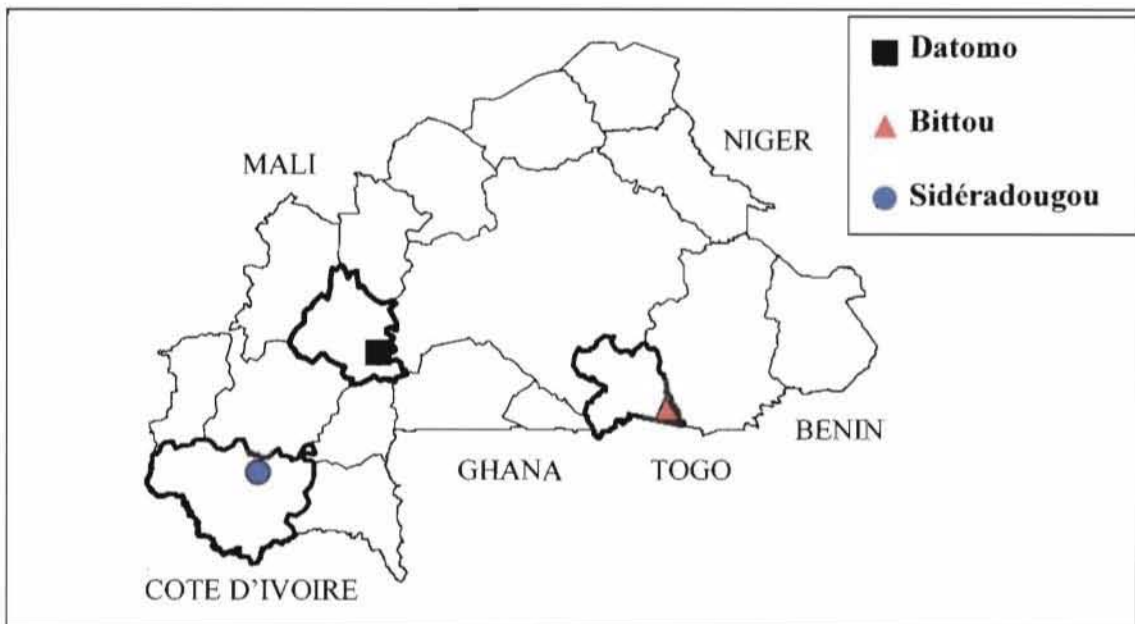 Datomo
Bittou
Sidéradougou
MALI
NIGER
BENIN
GHANA
TOGO
COTE D'IVOIRE